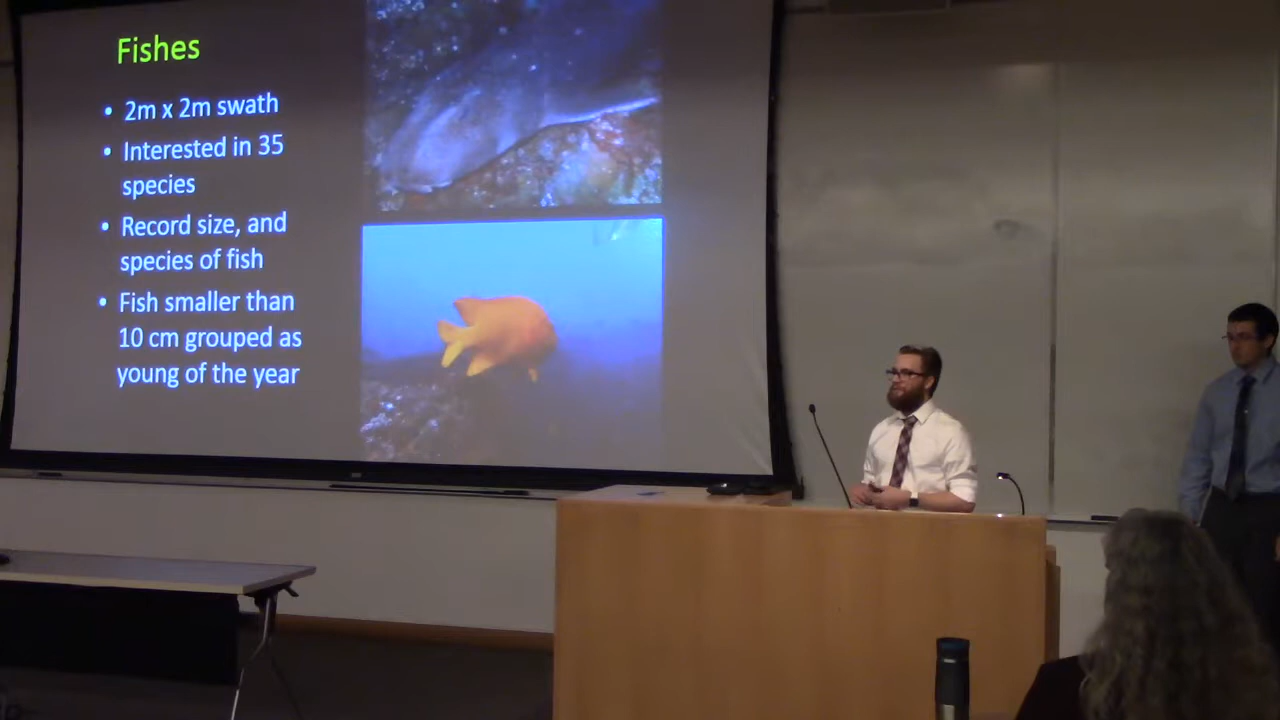 Fishes
• 2m x 2m swath
• Interested in 35
species
• Record size, and
species of fish
• Fish smaller than
10 cm grouped as
young of the year